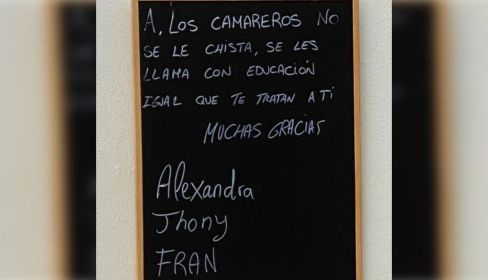 A, LOS CAMAREROS NO
SE LE CHISTA, SE LES
LLAMA CON EDUCACIÓN
IGUAL QUE TE TRATAN A TI
MUCHAS GRACIAS
Alexandra
Jhony
FRAN